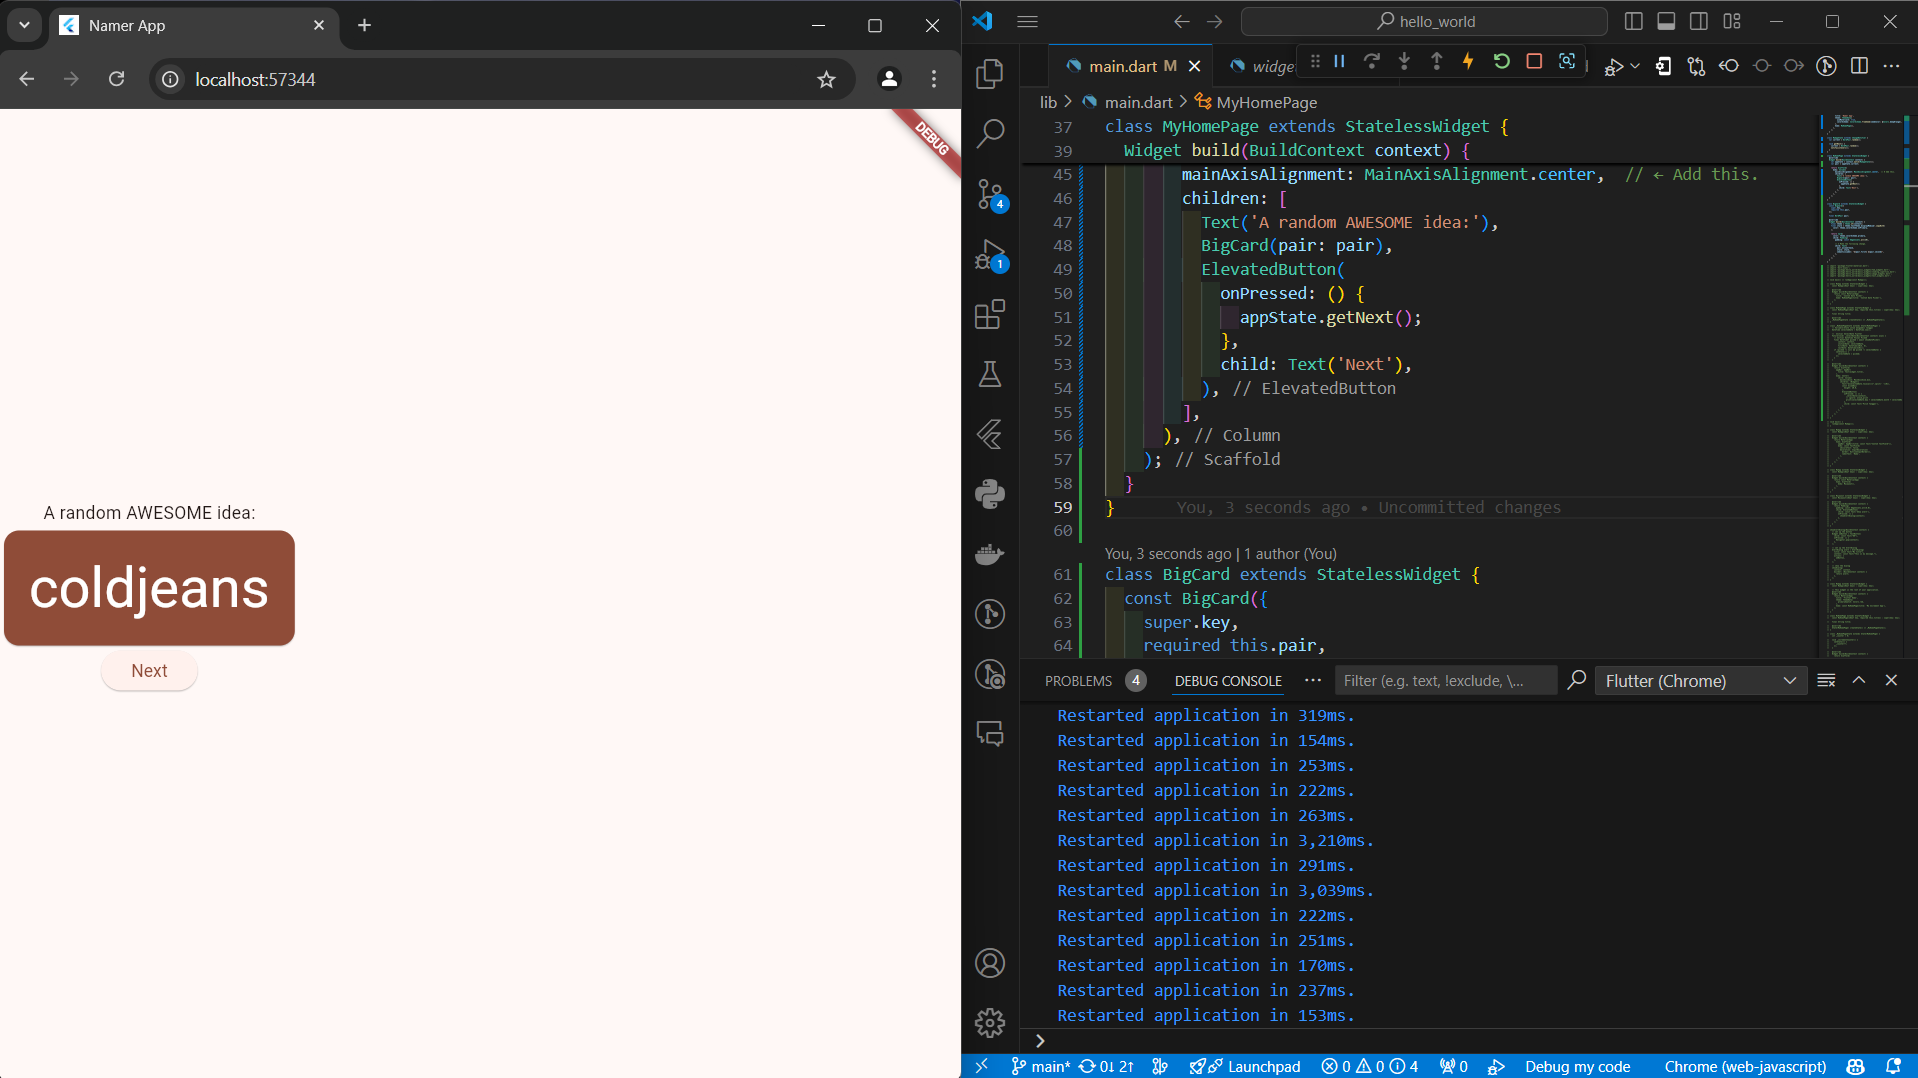 Namer App
localhost:57344
DEBUG
A random AWESOME idea:
coldjeans
Next
hello_world
main.dart M
widge
lib > main.dart > MyHomePage
37 class MyHomePage extends StatelessWidget {
39 Widget build(BuildContext context) {
45 mainAxisAlignment: MainAxisAlignment.center, // ← Add this.
46 children: [
47 Text('A random AWESOME idea:'),
48 BigCard(pair: pair),
49 ElevatedButton(
50 onPressed: () {
51 appState.getNext();
52 },
53 child: Text('Next'),
54 ), // ElevatedButton
55 ],
56 ), // Column
57 ); // Scaffold
58 }
59 } You, 3 seconds ago • Uncommitted changes
60
You, 3 seconds ago | 1 author (You)
61 class BigCard extends StatelessWidget {
62 const BigCard({
63 super.key,
64 required this.pair,
4
1
PROBLEMS 4 DEBUG CONSOLE ··· Filter (e.g. text, !exclude, \... Flutter (Chrome)
Restarted application in 319ms.
Restarted application in 154ms.
Restarted application in 253ms.
Restarted application in 222ms.
Restarted application in 263ms.
Restarted application in 3,210ms.
Restarted application in 291ms.
Restarted application in 3,039ms.
Restarted application in 222ms.
Restarted application in 251ms.
Restarted application in 170ms.
Restarted application in 237ms.
Restarted application in 153ms.
>
main* 0↓ 2↑ Launchpad 0 0 4 0 Debug my code Chrome (web-javascript)